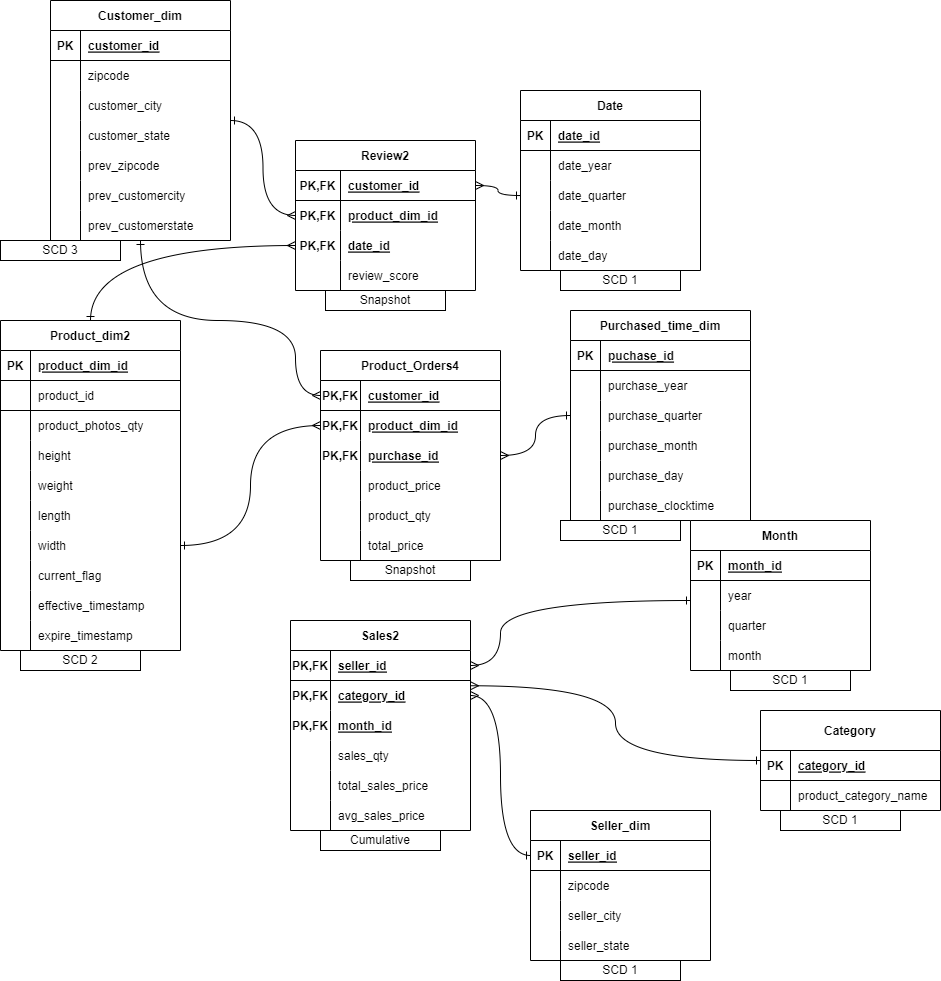 Customer_dim
PK customer_id
zipcode
customer_city
customer_state
prev_zipcode
prev_customercity
prev_customerstate
SCD 3
Date
PK date_id
date_year
date_quarter
date_month
date_day
SCD 1
Review2
PK,FK customer_id
PK,FK product_dim_id
PK,FK date_id
review_score
Snapshot
Product_dim2
PK product_dim_id
product_id
product_photos_qty
height
weight
length
width
current_flag
effective_timestamp
expire_timestamp
SCD 2
Product_Orders4
PK,FK customer_id
PK,FK product_dim_id
PK,FK purchase_id
product_price
product_qty
total_price
Snapshot
Purchased_time_dim
PK puchase_id
purchase_year
purchase_quarter
purchase_month
purchase_day
purchase_clocktime
SCD 1
Month
PK month_id
year
quarter
month
SCD 1
Sales2
PK,FK seller_id
PK,FK category_id
PK,FK month_id
sales_qty
total_sales_price
avg_sales_price
Cumulative
Category
PK category_id
product_category_name
SCD 1
Seller_dim
PK seller_id
zipcode
seller_city
seller_state
SCD 1